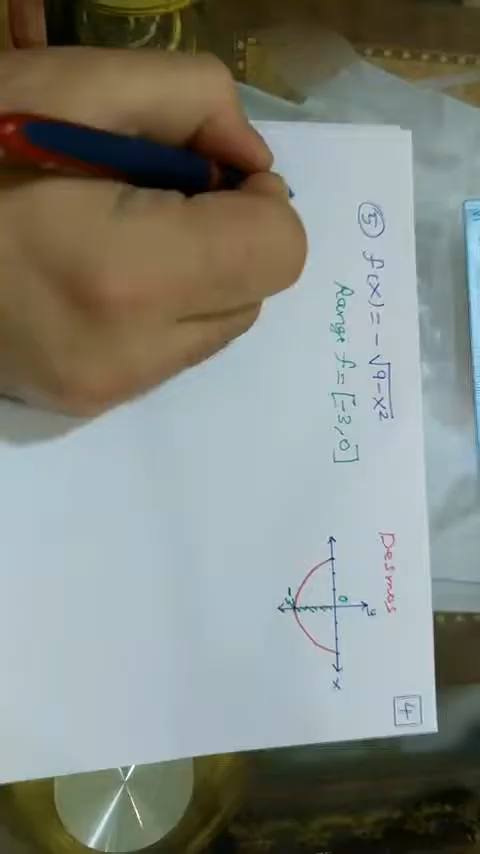 ⑤ f(x) = -√9-x²
Range f = [-3, 0]
Desmos
4
y
0
x
-3